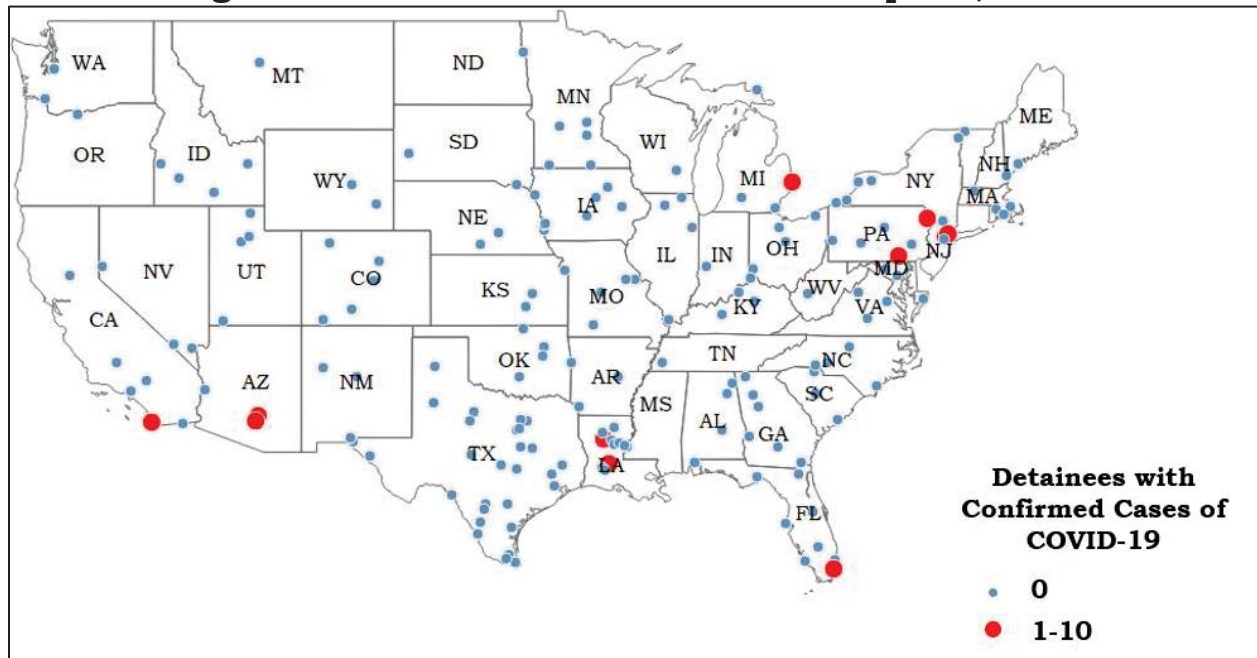 WA
MT
ND
MN
ME
OR
ID
SD
WI
NH
WY
MI
NY
MA
NE
IA
PA
NV
UT
CO
IL
IN
OH
NJ
MD
CA
KS
MO
WV
KY
VA
AZ
NM
OK
TN
NC
AR
SC
MS
AL
GA
TX
LA
FL
Detainees with
Confirmed Cases of
COVID-19
0
1-10